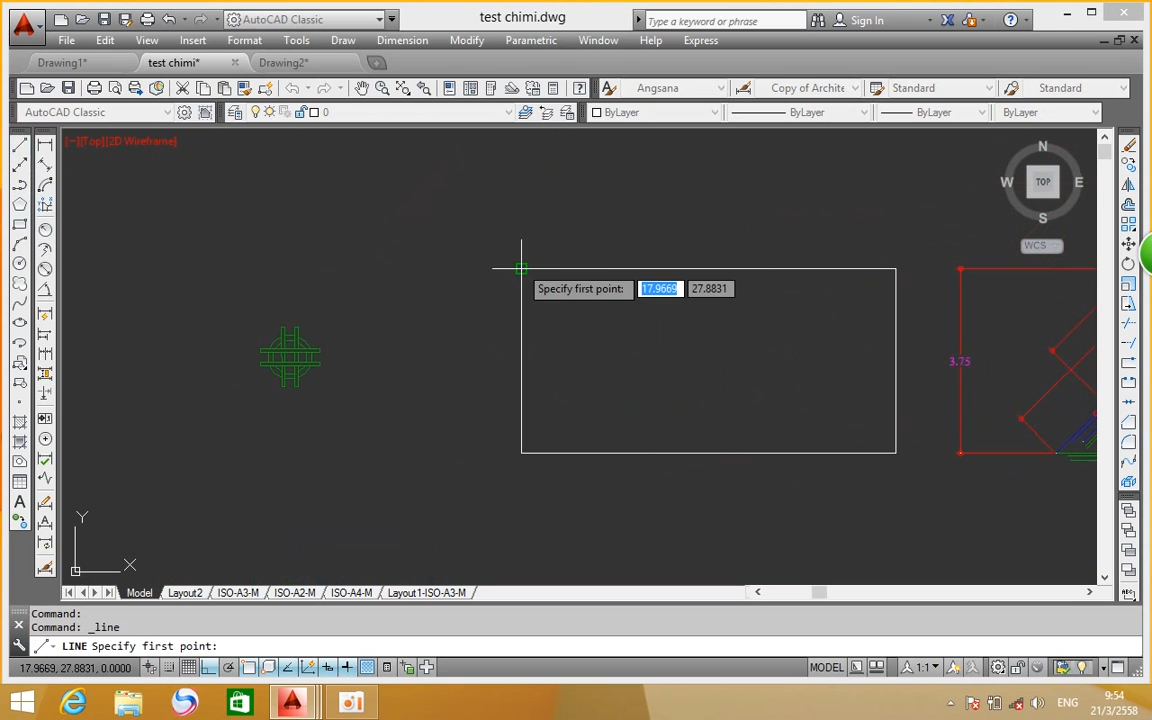 AutoCAD Classic
test chimi.dwg
Type a keyword or phrase
Sign In
File Edit View Insert Format Tools Draw Dimension Modify Parametric Window Help Express
Drawing1* test chimi* Drawing2*
Angsana Copy of Archite Standard Standard
AutoCAD Classic 0 ByLayer ByLayer ByLayer
[−][Top][2D Wireframe]
N
W TOP E
S
WCS
Specify first point: 17.9669 27.8831
3.75
Y
X
Model Layout2 ISO-A3-M ISO-A2-M ISO-A4-M Layout1-ISO-A3-M
Command:
Command: _line
LINE Specify first point:
17.9669, 27.8831, 0.0000 MODEL 1:1
ENG
9:54
21/3/2558